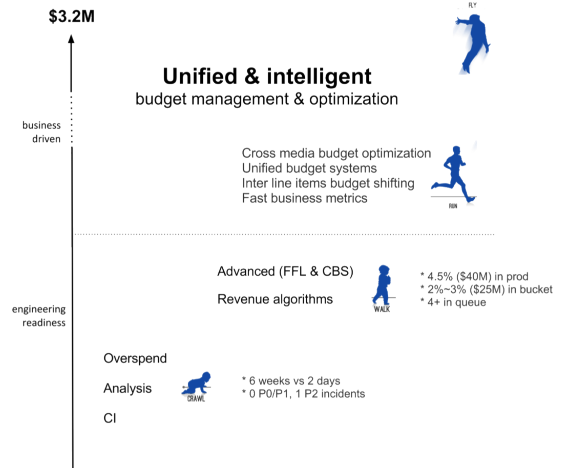 FLY
$3.2M
Unified & intelligent
budget management & optimization
business
driven
Cross media budget optimization
Unified budget systems
Inter line items budget shifting
Fast business metrics
RUN
Advanced (FFL & CBS)
Revenue algorithms
WALK
* 4.5% ($40M) in prod
* 2%~3% ($25M) in bucket
* 4+ in queue
engineering
readiness
Overspend
Analysis
CI
CRAWL
* 6 weeks vs 2 days
* 0 P0/P1, 1 P2 incidents